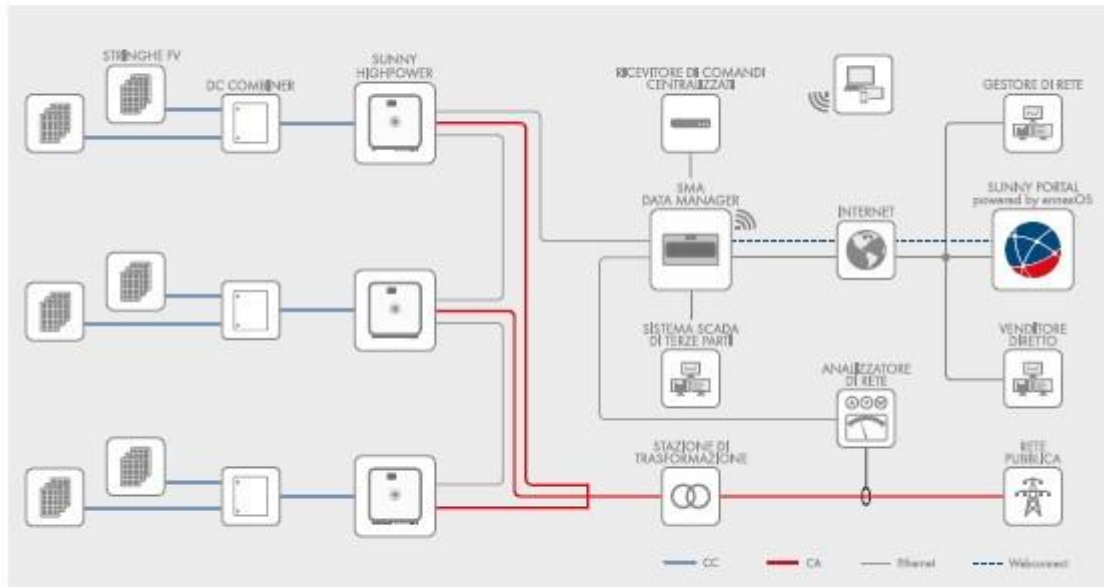 STRINGHE FV
DC COMBINER
SUNNY
HIGHPOWER
RICEVITORE DI COMANDI
CENTRALIZZATI
GESTORE DI RETE
SMA
DATA MANAGER
INTERNET
SUNNY PORTAL
powered by ennexOS
SISTEMA SCADA
DI TERZE PARTI
VENDITORE
DIRETTO
ANALIZZATORE
DI RETE
STAZIONE DI
TRASFORMAZIONE
RETE
PUBBLICA
CC
CA
Ethernet
Webconnect